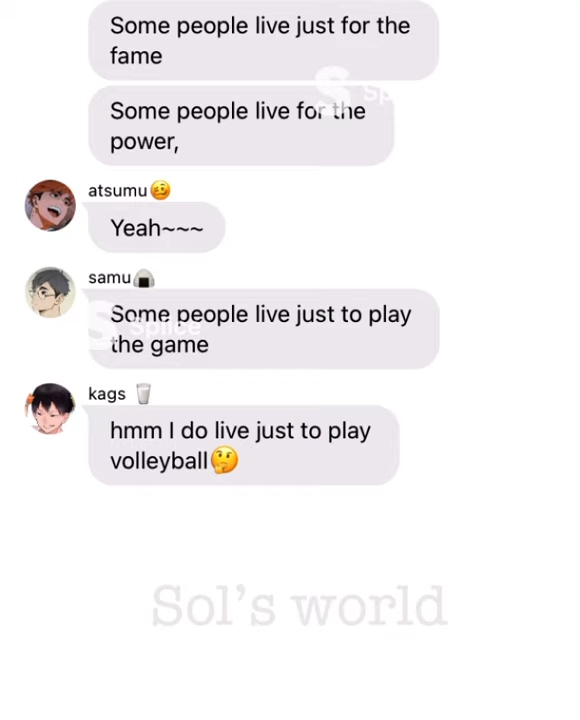 Some people live just for the
fame
Some people live for the
power,
atsumu🥴
Yeah~~~
samu🍙
Some people live just to play
the game
Splice
kags 🥛
hmm I do live just to play
volleyball🤔
Sol's world